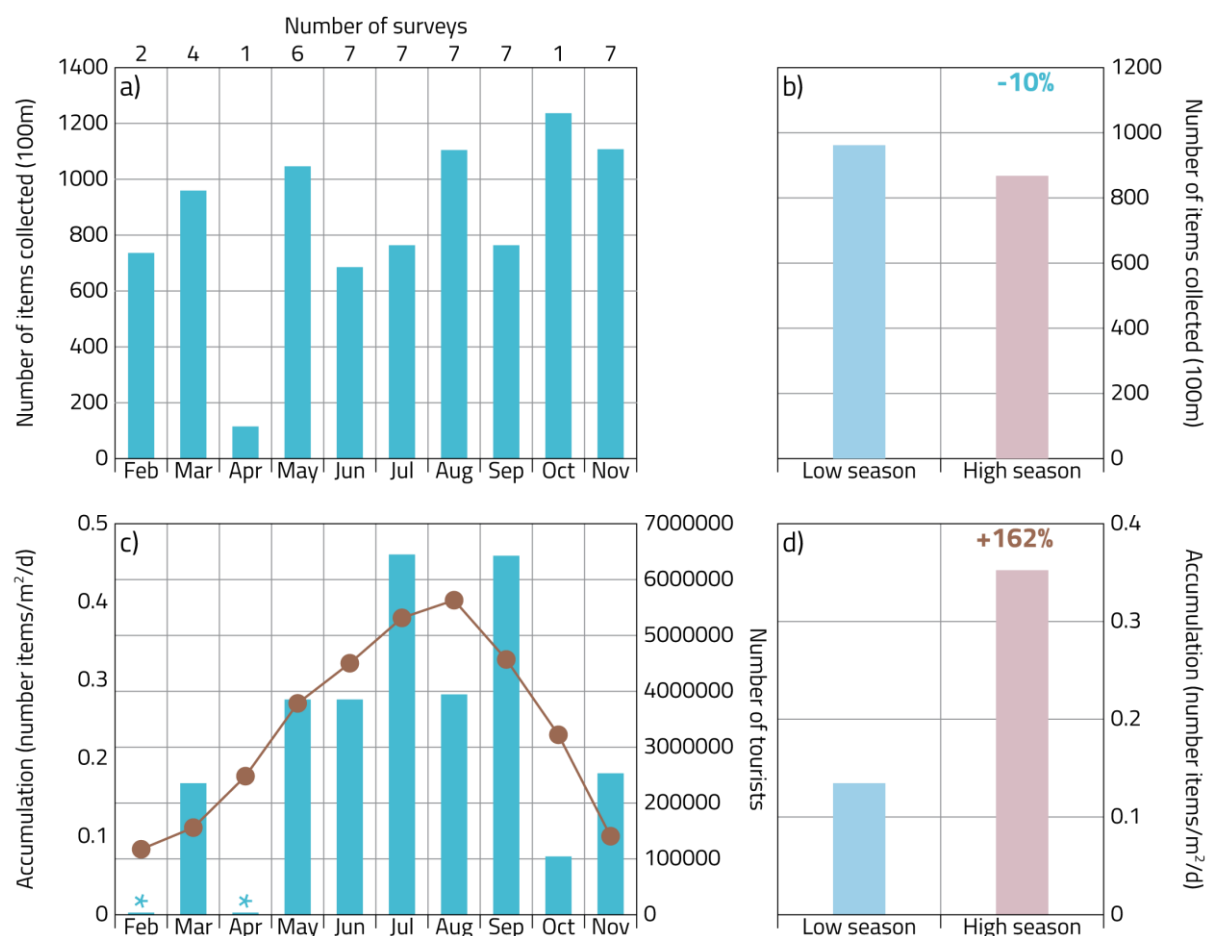 Number of surveys
2 4 1 6 7 7 7 7 1 7
a)
Number of items collected (100m)
1400
1200
1000
800
600
400
200
0
Feb Mar Apr May Jun Jul Aug Sep Oct Nov
b)
-10%
1200
1000
800
600
400
200
0
Number of items collected (100m)
Low season High season
c)
Accumulation (number items/m²/d)
0.5
0.4
0.3
0.2
0.1
0
* *
Feb Mar Apr May Jun Jul Aug Sep Oct Nov
7000000
6000000
5000000
4000000
3000000
200000
100000
0
Number of tourists
d)
+162%
0.4
0.3
0.2
0.1
0
Accumulation (number items/m²/d)
Low season High season